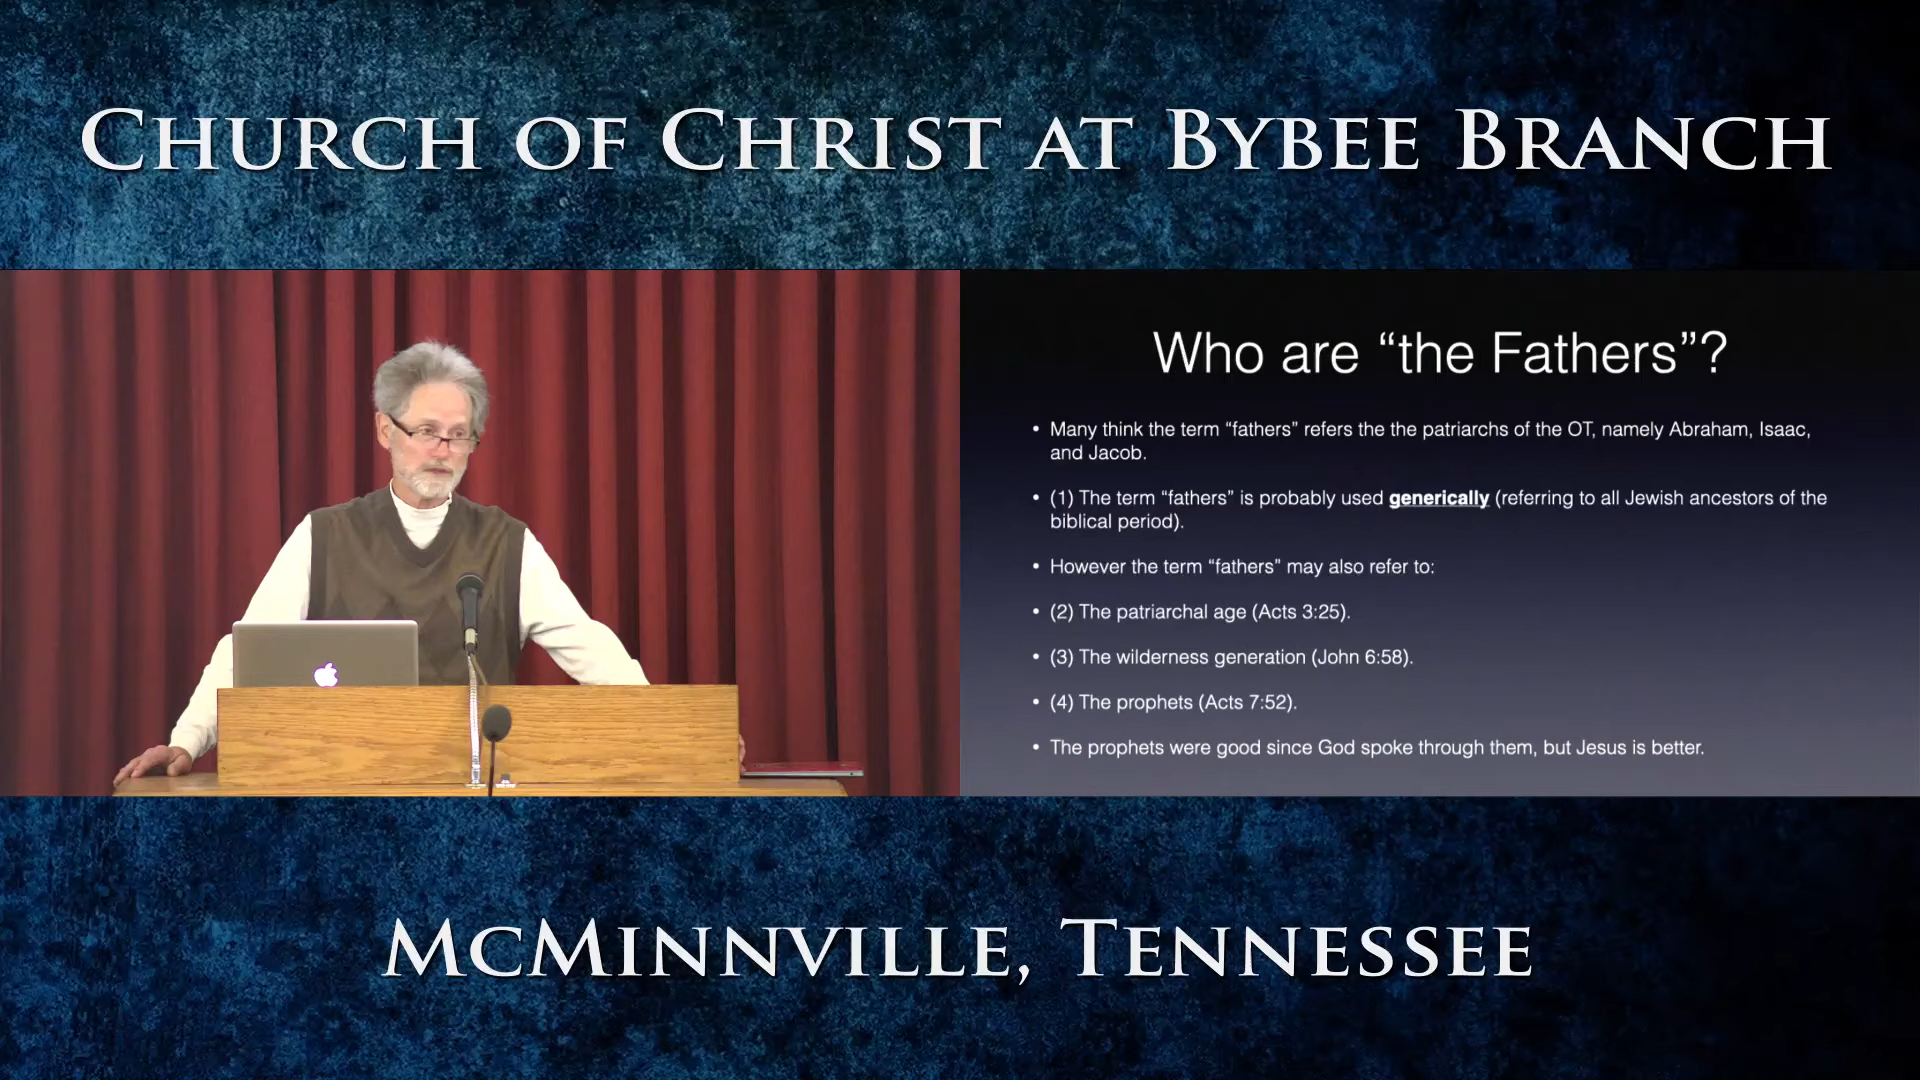 CHURCH OF CHRIST AT BYBEE BRANCH
Who are “the Fathers”?
• Many think the term “fathers” refers the the patriarchs of the OT, namely Abraham, Isaac,
and Jacob.
• (1) The term “fathers” is probably used generically (referring to all Jewish ancestors of the
biblical period).
• However the term “fathers” may also refer to:
• (2) The patriarchal age (Acts 3:25).
• (3) The wilderness generation (John 6:58).
• (4) The prophets (Acts 7:52).
• The prophets were good since God spoke through them, but Jesus is better.
MCMINNVILLE, TENNESSEE